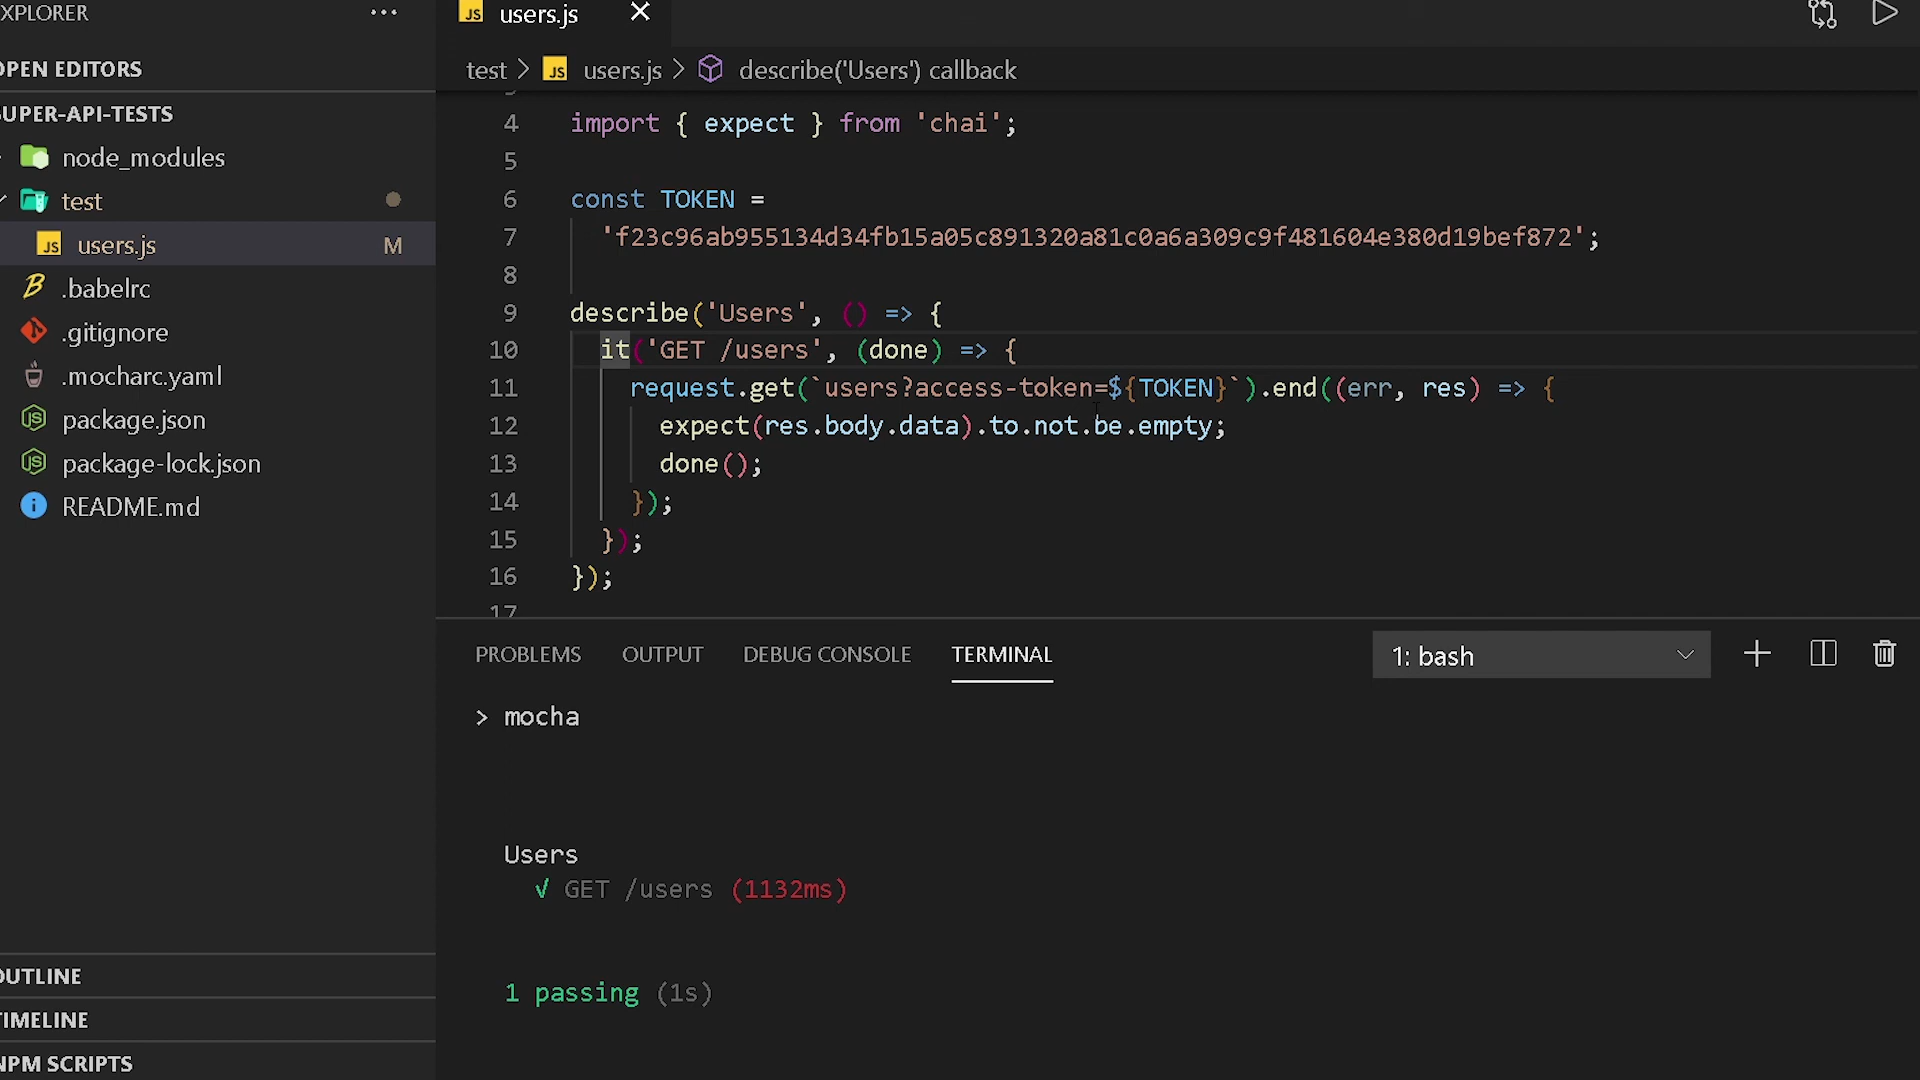 XPLORER
OPEN EDITORS
SUPER-API-TESTS
node_modules
test
users.js M
.babelrc
.gitignore
.mocharc.yaml
package.json
package-lock.json
README.md
OUTLINE
TIMELINE
NPM SCRIPTS
users.js
test > users.js > describe('Users') callback
4 import { expect } from 'chai';
5
6 const TOKEN =
7 'f23c96ab955134d34fb15a05c891320a81c0a6a309c9f481604e380d19bef872';
8
9 describe('Users', () => {
10 it('GET /users', (done) => {
11 request.get(`users?access-token=${TOKEN}`).end((err, res) => {
12 expect(res.body.data).to.not.be.empty;
13 done();
14 });
15 });
16 });
17
PROBLEMS OUTPUT DEBUG CONSOLE TERMINAL 1: bash
> mocha
Users
√ GET /users (1132ms)
1 passing (1s)